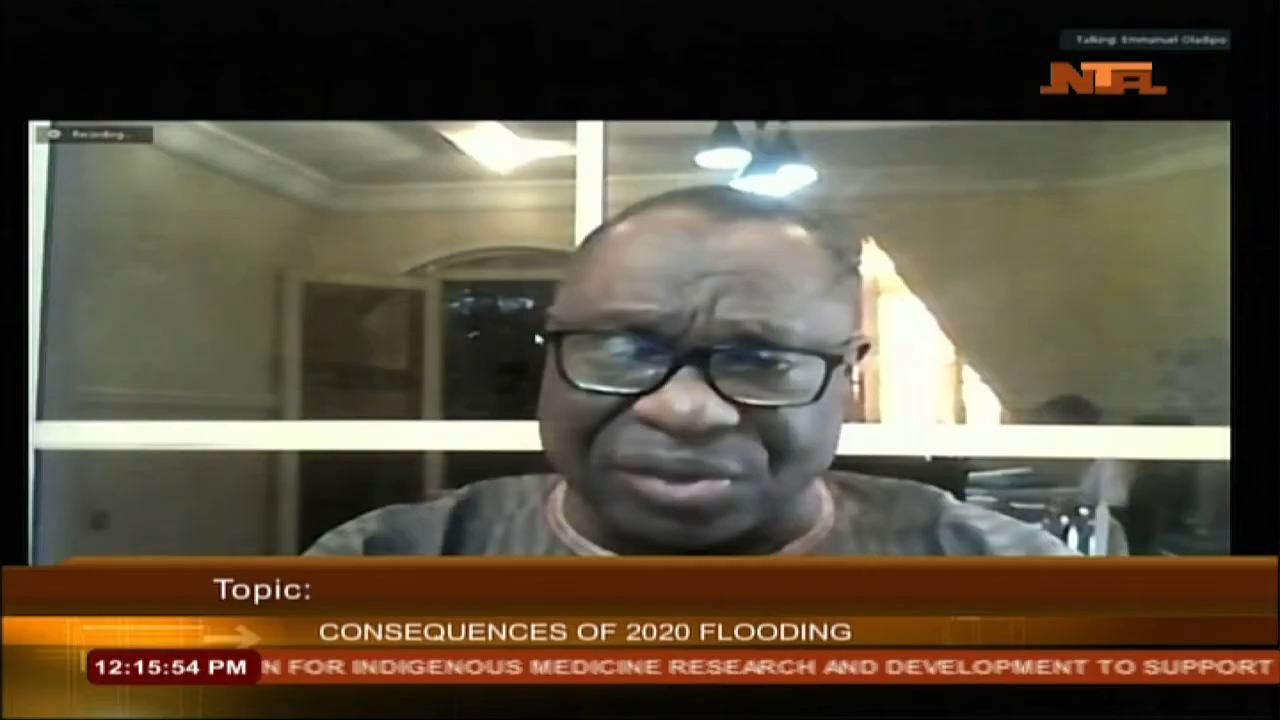 Talking: Emmanuel Oladipo
NTA
Recording...
Topic:
CONSEQUENCES OF 2020 FLOODING
12:15:54 PM
N FOR INDIGENOUS MEDICINE RESEARCH AND DEVELOPMENT TO SUPPORT